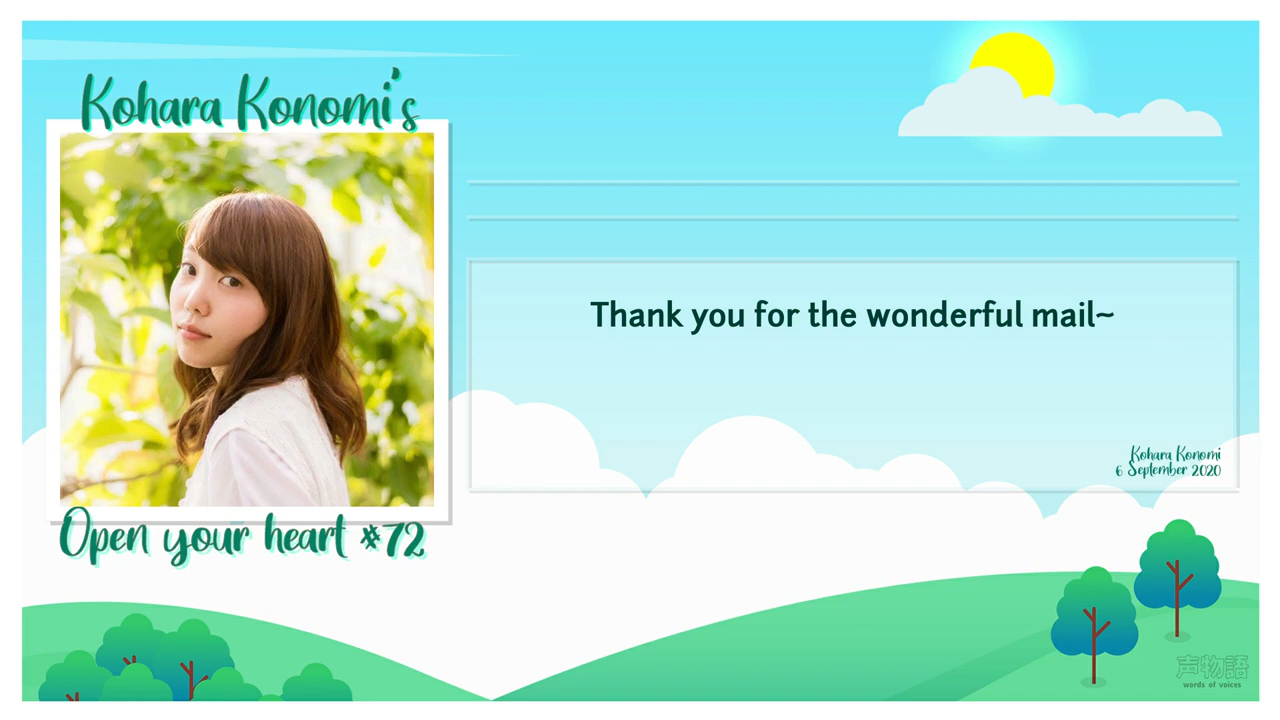 Kohara Konomi's
Open your heart #72
Thank you for the wonderful mail~
Kohara Konomi
6 September 2020
声物語
words of voices